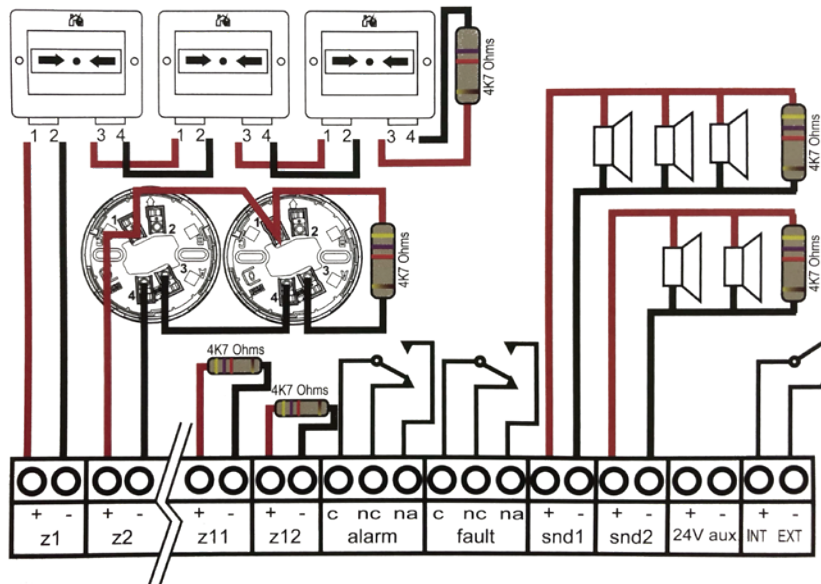 4K7 Ohms
4K7 Ohms
1 2 3 4 1 2 3 4 1 2 3 4
1 2 3 4
1 2 3 4
4K7 Ohms
4K7 Ohms
4K7 Ohms
4K7 Ohms
+ - + - + - + - c nc na c nc na + - + - + - INT EXT
z1 z2 z11 z12 alarm fault snd1 snd2 24V aux